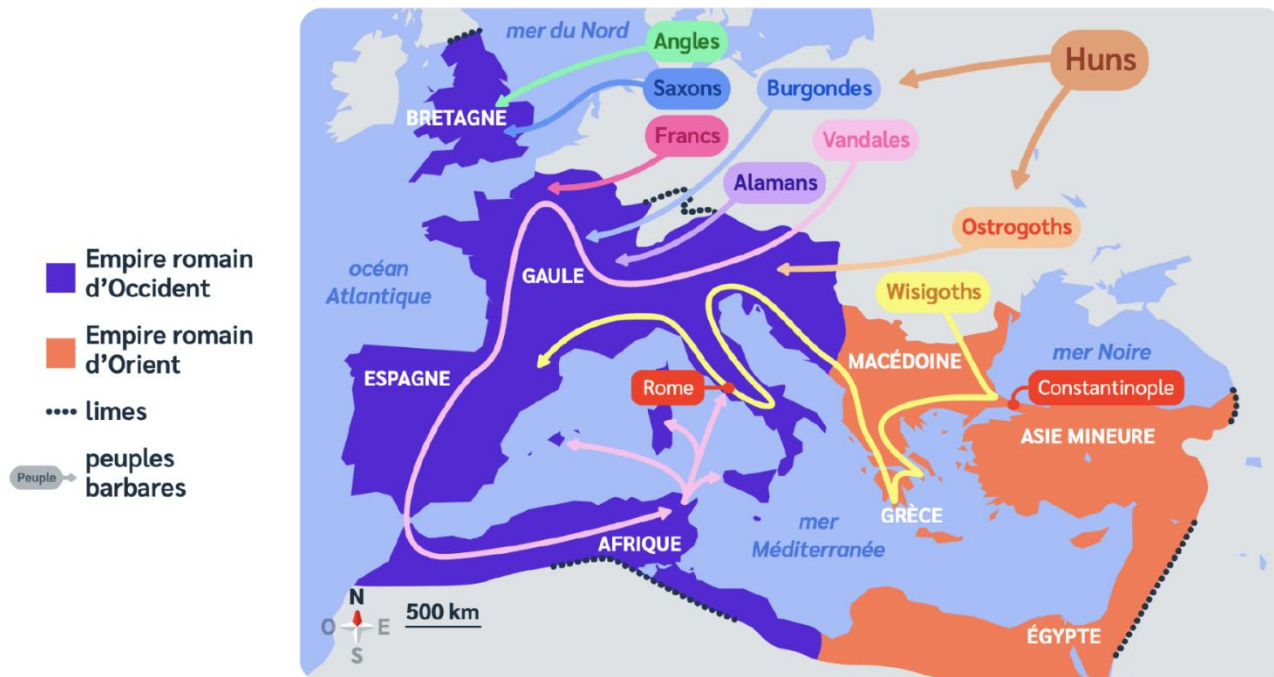 mer du Nord
Angles
Huns
Saxons
Burgondes
BRETAGNE
Francs
Vandales
Alamans
Ostrogoths
Empire romain
d'Occident
océan
Atlantique
GAULE
Wisigoths
Empire romain
d'Orient
MACÉDOINE
mer Noire
ESPAGNE
Rome
Constantinople
limes
ASIE MINEURE
Peuple
peuples
barbares
GRÈCE
mer
Méditerranée
AFRIQUE
N
O E
S
500 km
ÉGYPTE